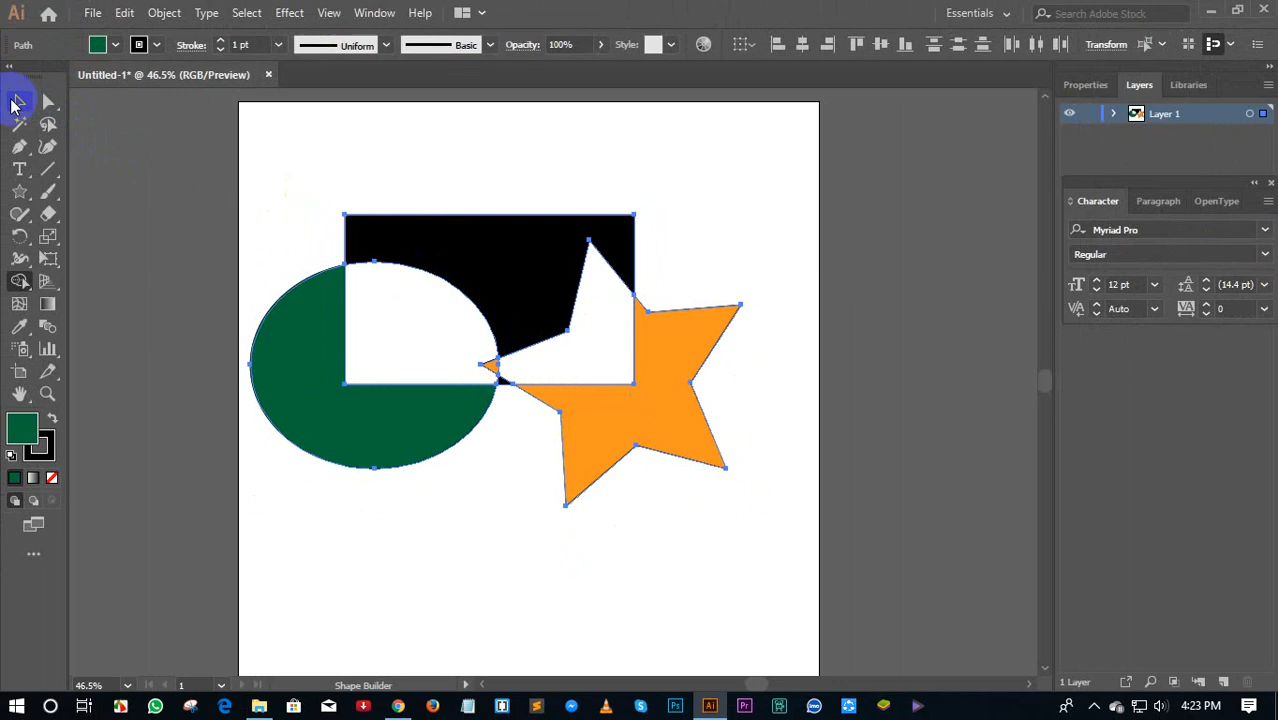 Ai File Edit Object Type Select Effect View Window Help Essentials Search Adobe Stock
Path Stroke: 1 pt Uniform Basic Opacity: 100% Style: Transform
Untitled-1* @ 46.5% (RGB/Preview)
Properties Layers Libraries
Layer 1
Character Paragraph OpenType
Myriad Pro
Regular
12 pt (14.4 pt)
Auto 0
46.5% 1 Shape Builder 1 Layer
Ai Pr 4:23 PM